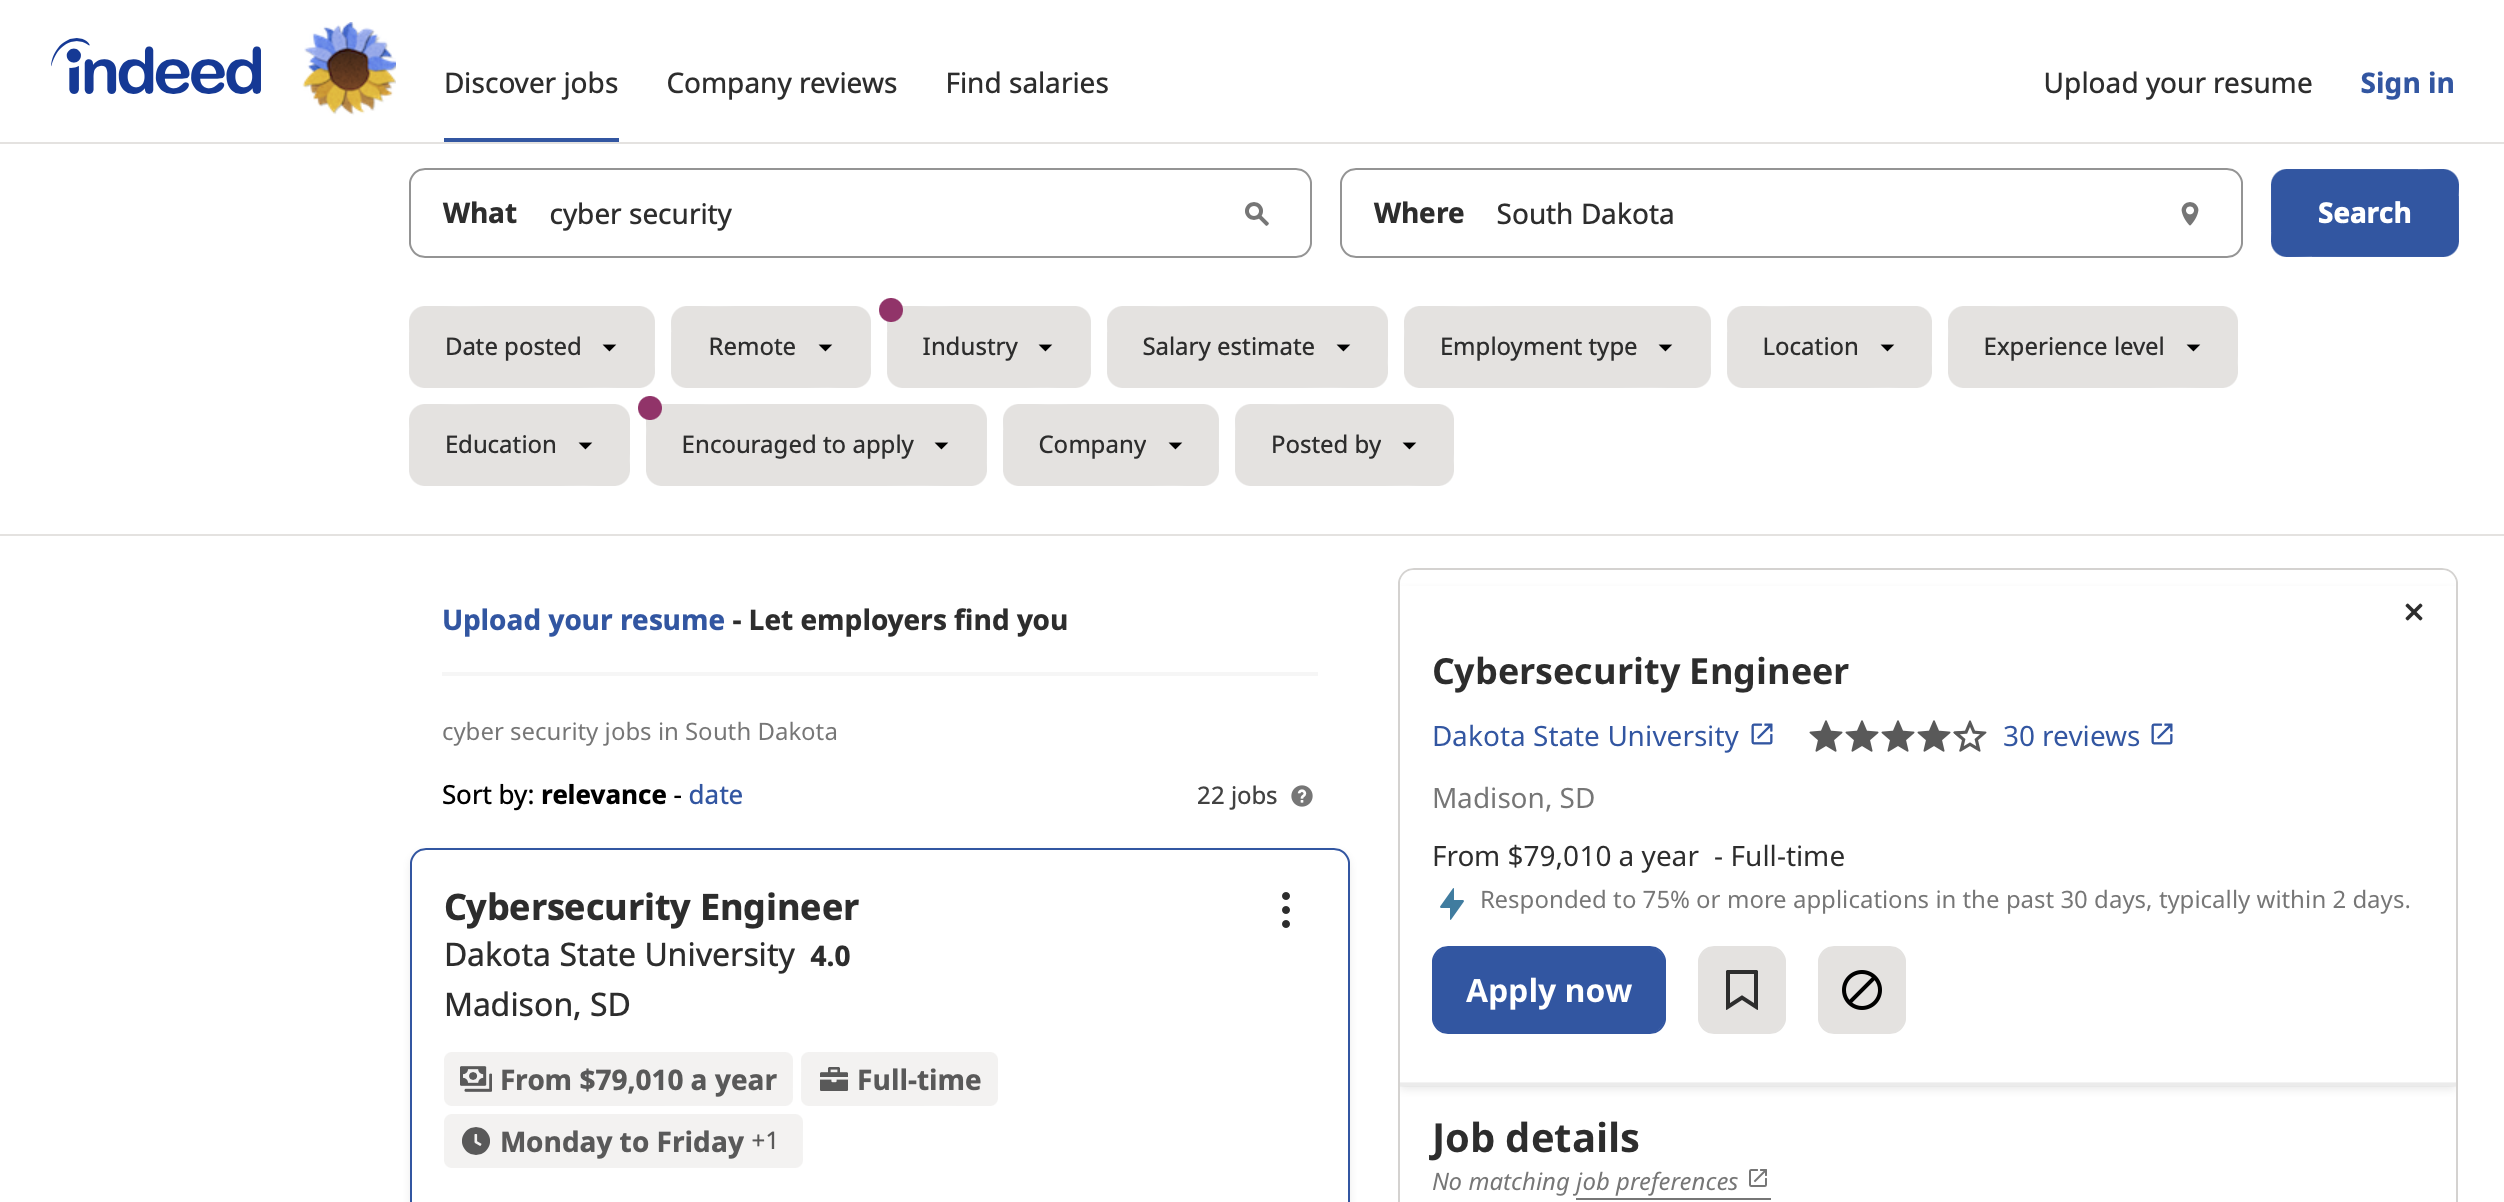 indeed
Discover jobs Company reviews Find salaries Upload your resume Sign in
What cyber security Where South Dakota Search
Date posted Remote Industry Salary estimate Employment type Location Experience level
Education Encouraged to apply Company Posted by
Upload your resume - Let employers find you
cyber security jobs in South Dakota
Sort by: relevance - date 22 jobs ?
Cybersecurity Engineer
Dakota State University 4.0
Madison, SD
From $79,010 a year Full-time
Monday to Friday +1
Cybersecurity Engineer
Dakota State University 30 reviews
Madison, SD
From $79,010 a year - Full-time
Responded to 75% or more applications in the past 30 days, typically within 2 days.
Apply now
Job details
No matching job preferences